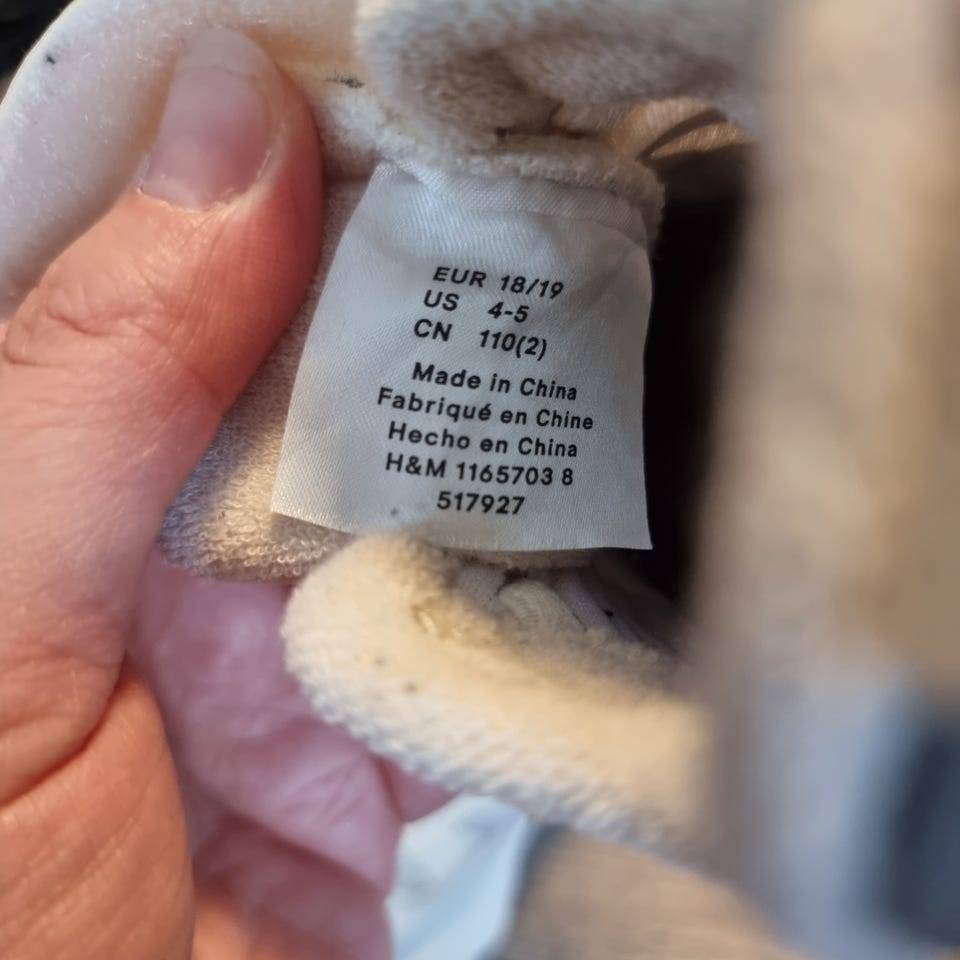 EUR 18/19
US 4-5
CN 110(2)
Made in China
Fabriqué en Chine
Hecho en China
H&M 1165703 8
517927